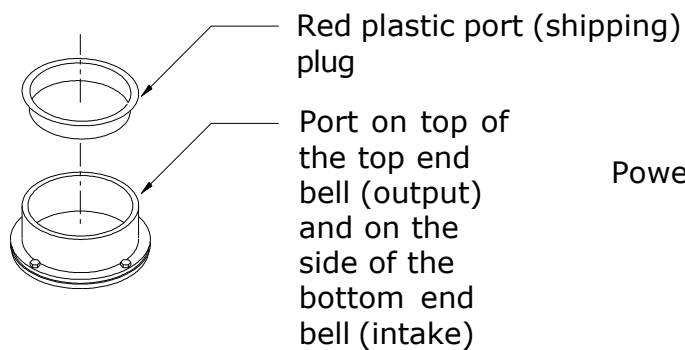 Red plastic port (shipping)
plug
Port on top of
the top end
bell (output)
and on the
side of the
bottom end
bell (intake)
Powe